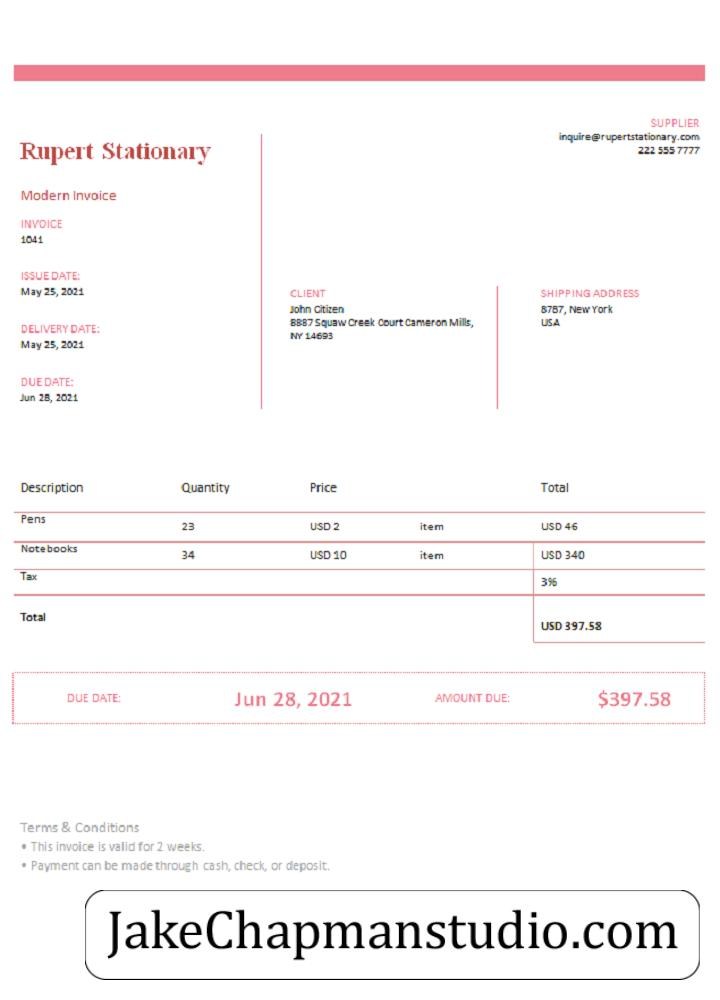 SUPPLIER
inquire@rupertstationary.com
222 555 7777
Rupert Stationary
Modern Invoice
INVOICE
1041
ISSUE DATE:
May 25, 2021
DELIVERY DATE:
May 25, 2021
DUE DATE:
Jun 28, 2021
CLIENT
John Citizen
8887 Squaw Creek Court Cameron Mills,
NY 14693
SHIPPING ADDRESS
8787, New York
USA
Description Quantity Price Total
Pens 23 USD 2 item USD 46
Notebooks 34 USD 10 item USD 340
Tax 3%
Total USD 397.58
DUE DATE: Jun 28, 2021 AMOUNT DUE: $397.58
Terms & Conditions
• This invoice is valid for 2 weeks.
• Payment can be made through cash, check, or deposit.
JakeChapmanstudio.com